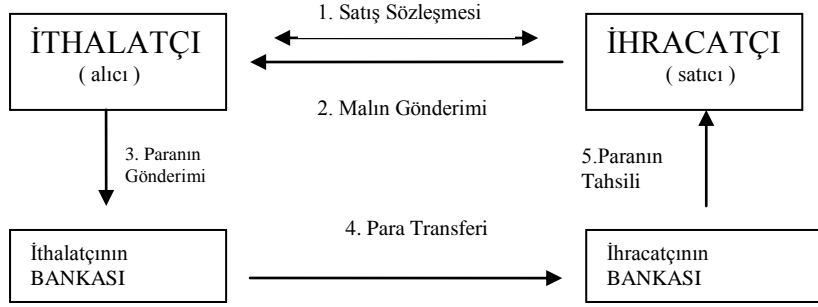 1. Satış Sözleşmesi
İTHALATÇI
( alıcı )
İHRACATÇI
( satıcı )
2. Malın Gönderimi
3. Paranın
Gönderimi
5.Paranın
Tahsili
4. Para Transferi
İthalatçının
BANKASI
İhracatçının
BANKASI